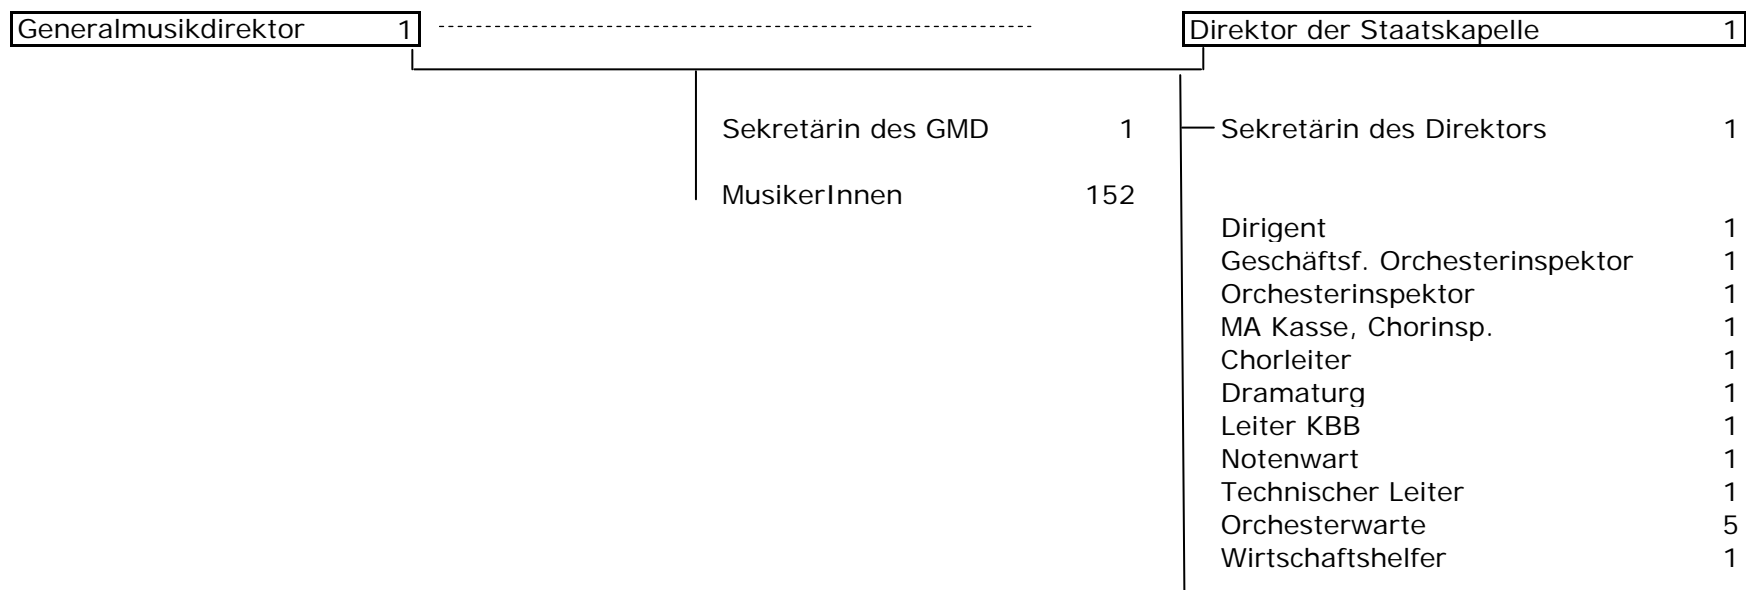 Generalmusikdirektor 1 Direktor der Staatskapelle 1
Sekretärin des GMD 1 Sekretärin des Direktors 1
MusikerInnen 152
Dirigent 1
Geschäftsf. Orchesterinspektor 1
Orchesterinspektor 1
MA Kasse, Chorinsp. 1
Chorleiter 1
Dramaturg 1
Leiter KBB 1
Notenwart 1
Technischer Leiter 1
Orchesterwarte 5
Wirtschaftshelfer 1